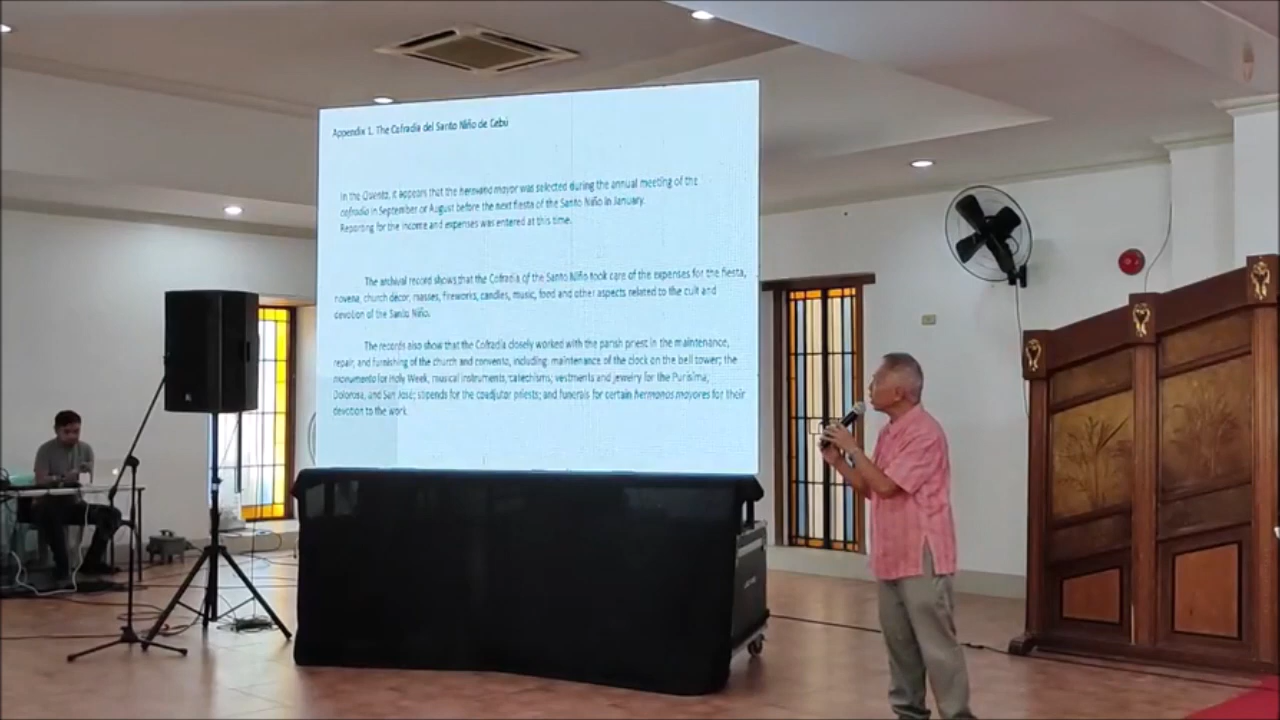 Appendix 1. The Cofradia del Santo Niño de Cebú
In the Cuenta, it appears that the hermano mayor was selected during the annual meeting of the
cofradia in September or August before the next fiesta of the Santo Niño in January.
Reporting for the income and expenses was entered at this time.
The archival record shows that the Cofradia of the Santo Niño took care of the expenses for the fiesta,
novena, church décor, masses, fireworks, candles, music, food and other aspects related to the cult and
devotion of the Santo Niño.
The records also show that the Cofradia closely worked with the parish priest in the maintenance,
repair, and furnishing of the church and convento, including: maintenance of the clock on the bell tower; the
monumento for Holy Week, musical instruments, catechisms; vestments and jewelry for the Purisima,
Dolorosa, and San José; stipends for the coadjutor priests; and funerals for certain hermanos mayores for their
devotion to the work.